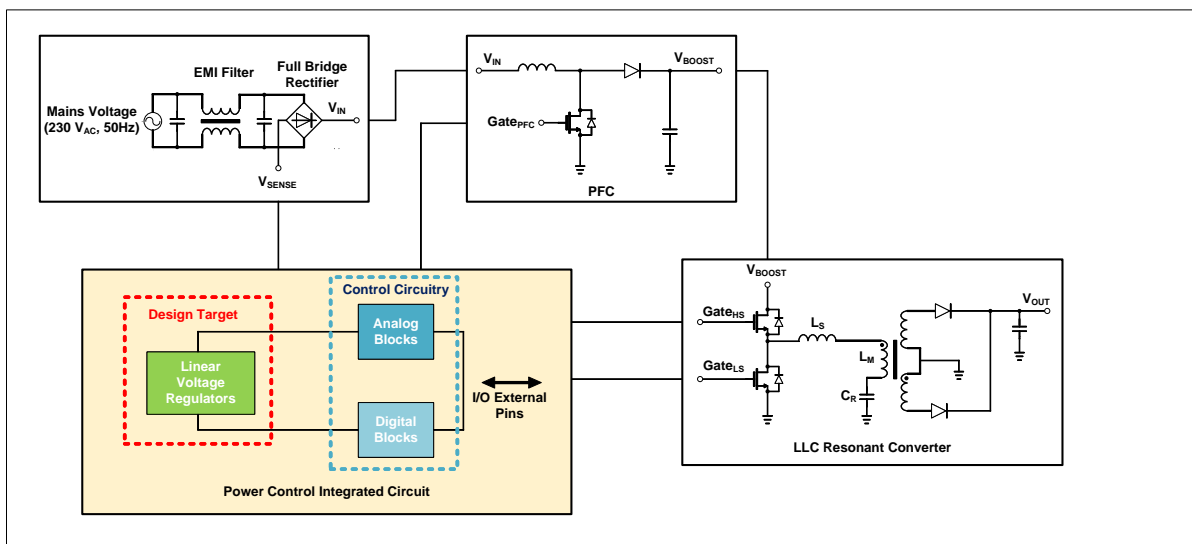 EMI Filter
Full Bridge
Rectifier
Mains Voltage
(230 VAC, 50Hz)
VIN
VSENSE
VIN
VBOOST
GatePFC
PFC
Control Circuitry
Design Target
Analog
Blocks
Linear
Voltage
Regulators
I/O External
Pins
Digital
Blocks
Power Control Integrated Circuit
VBOOST
GateHS
LS
VOUT
LM
GateLS
CR
LLC Resonant Converter